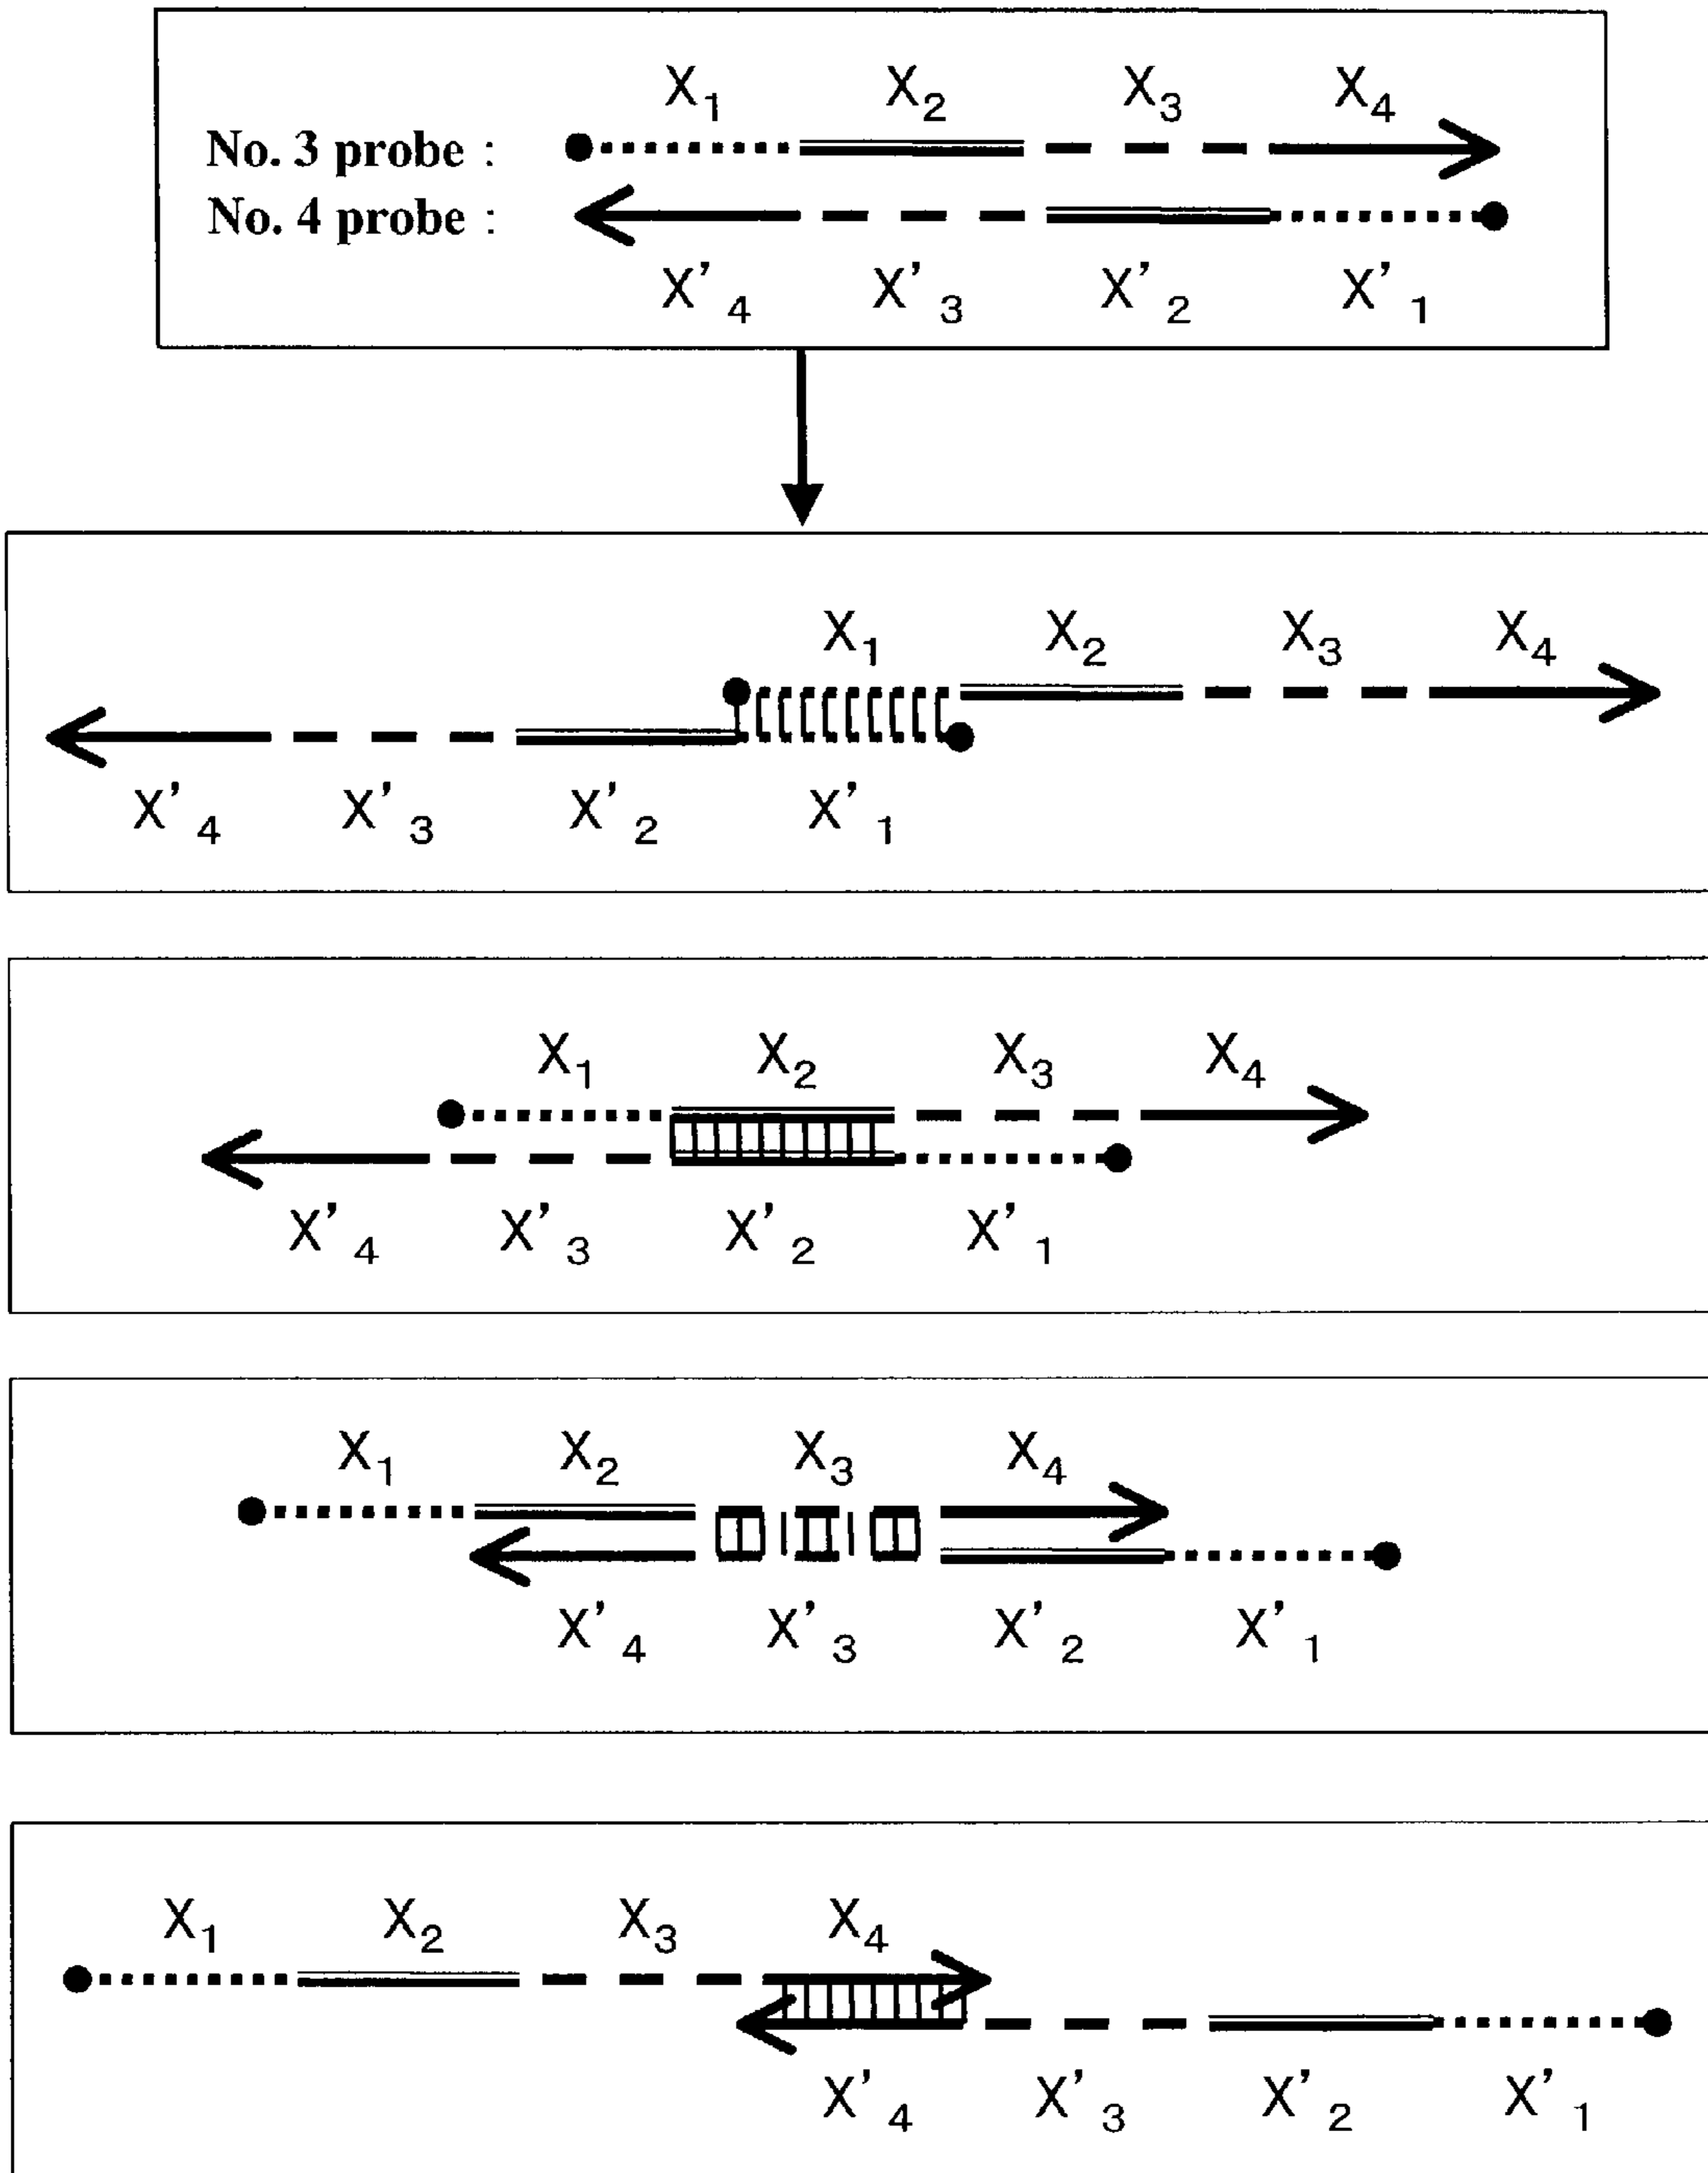 X₁ X₂ X₃ X₄
No. 3 probe :
No. 4 probe :
X'₄ X'₃ X'₂ X'₁
X₁ X₂ X₃ X₄
X'₄ X'₃ X'₂ X'₁
X₁ X₂ X₃ X₄
X'₄ X'₃ X'₂ X'₁
X₁ X₂ X₃ X₄
X'₄ X'₃ X'₂ X'₁
X₁ X₂ X₃ X₄
X'₄ X'₃ X'₂ X'₁